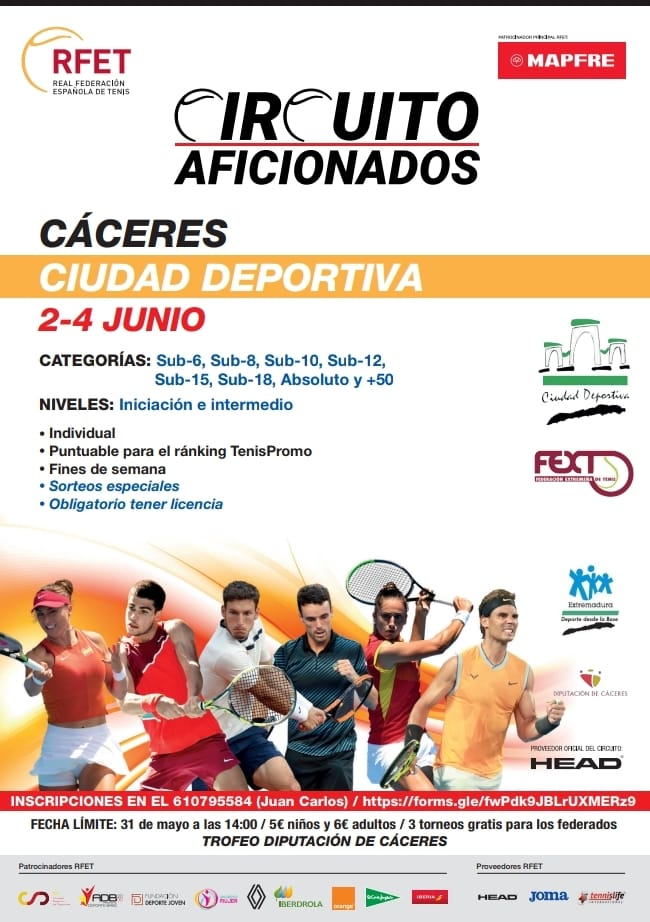 RFET
REAL FEDERACIÓN
ESPAÑOLA DE TENIS
PATROCINADOR PRINCIPAL RFET:
MAPFRE
CIRCUITO
AFICIONADOS
CÁCERES
CIUDAD DEPORTIVA
2-4 JUNIO
CATEGORÍAS: Sub-6, Sub-8, Sub-10, Sub-12,
Sub-15, Sub-18, Absoluto y +50
NIVELES: Iniciación e intermedio
• Individual
• Puntuable para el ránking TenisPromo
• Fines de semana
• Sorteos especiales
• Obligatorio tener licencia
Ciudad Deportiva
FEXT
FEDERACIÓN EXTREMEÑA DE TENIS
Extremadura
Deporte desde la Base
DIPUTACIÓN DE CÁCERES
PROVEEDOR OFICIAL DEL CIRCUITO:
HEAD
INSCRIPCIONES EN EL 610795584 (Juan Carlos) / https://forms.gle/fwPdk9JBLrUXMERz9
FECHA LÍMITE: 31 de mayo a las 14:00 / 5€ niños y 6€ adultos / 3 torneos gratis para los federados
TROFEO DIPUTACIÓN DE CÁCERES
Patrocinadores RFET
Proveedores RFET
FUNDACIÓN
DEPORTE JOVEN
MUJER
IBERDROLA
orange
El Corte Inglés
IBERIA
HEAD
Joma
tennislife